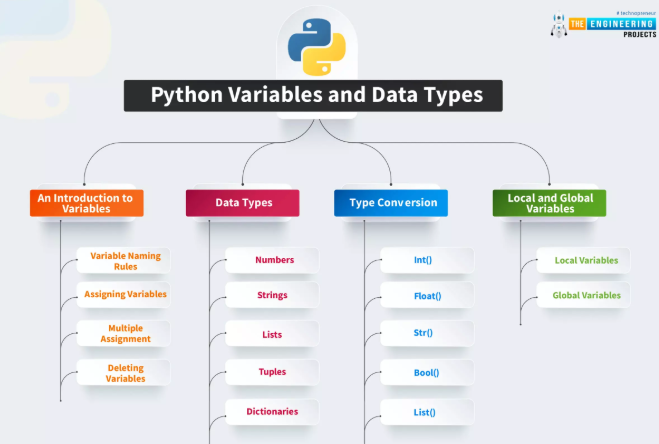 # technopreneur
THE ENGINEERING
PROJECTS
Python Variables and Data Types
An Introduction to
Variables
Variable Naming
Rules
Assigning Variables
Multiple
Assignment
Deleting
Variables
Data Types
Numbers
Strings
Lists
Tuples
Dictionaries
Type Conversion
Int()
Float()
Str()
Bool()
List()
Local and Global
Variables
Local Variables
Global Variables